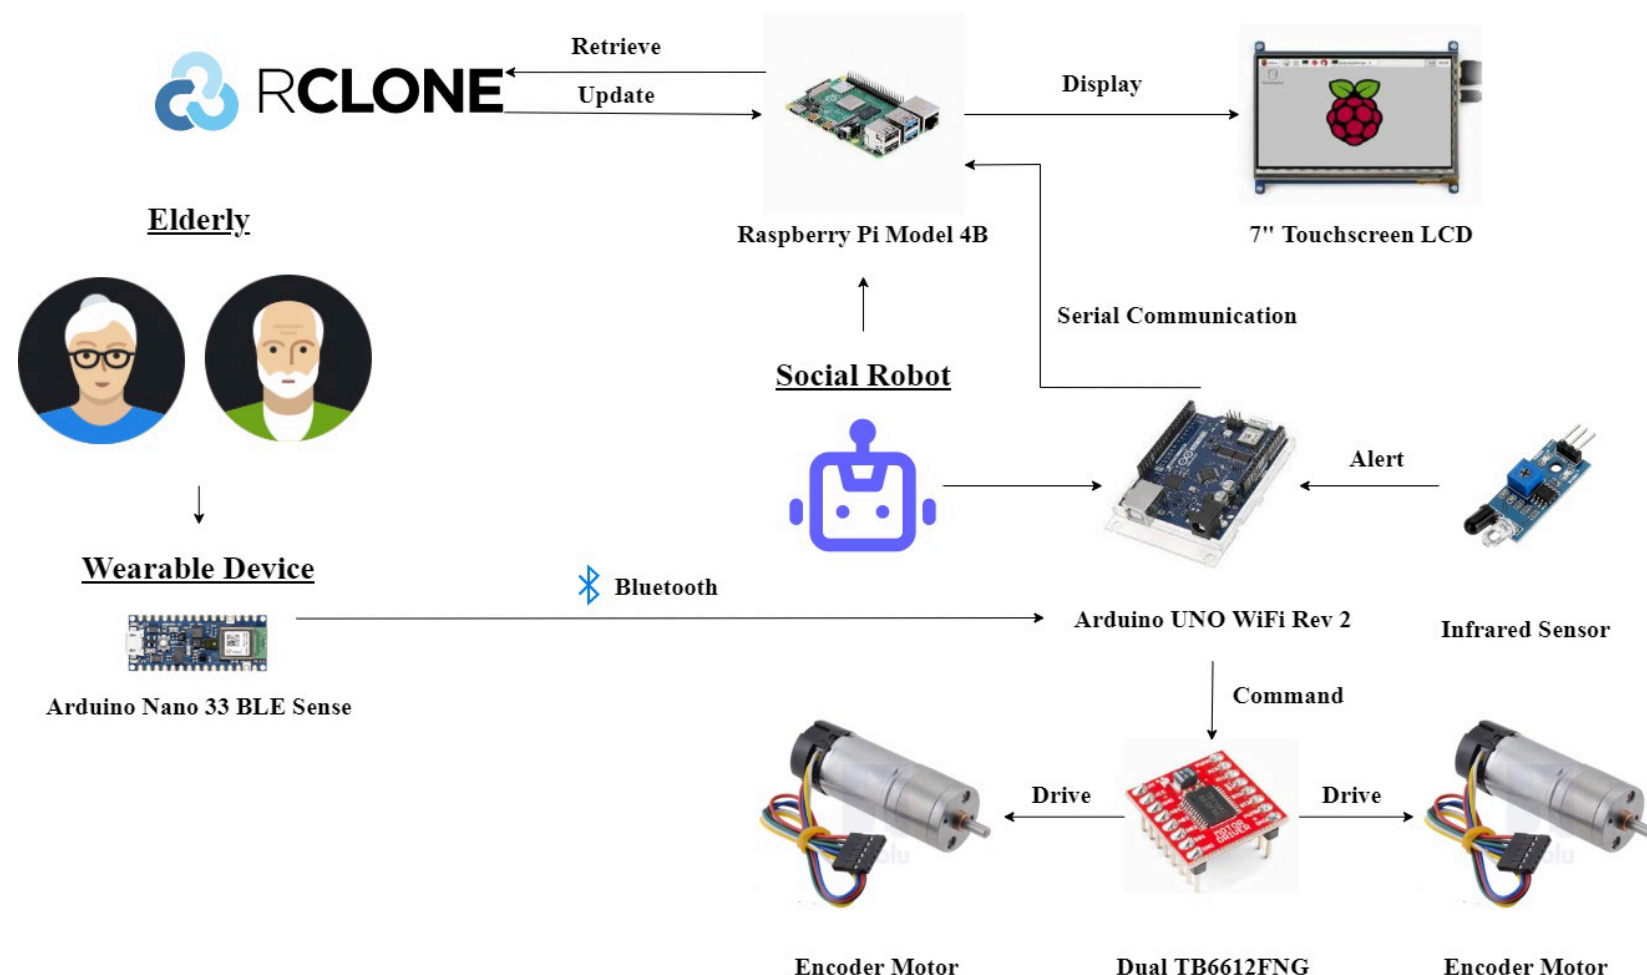 RCLONE
Retrieve
Update
Display
Raspberry Pi Model 4B
7" Touchscreen LCD
Elderly
Serial Communication
Social Robot
Alert
Wearable Device
Bluetooth
Arduino UNO WiFi Rev 2
Infrared Sensor
Arduino Nano 33 BLE Sense
Command
Drive
Drive
MOTOR
DRIVER
Encoder Motor
Dual TB6612FNG
Encoder Motor